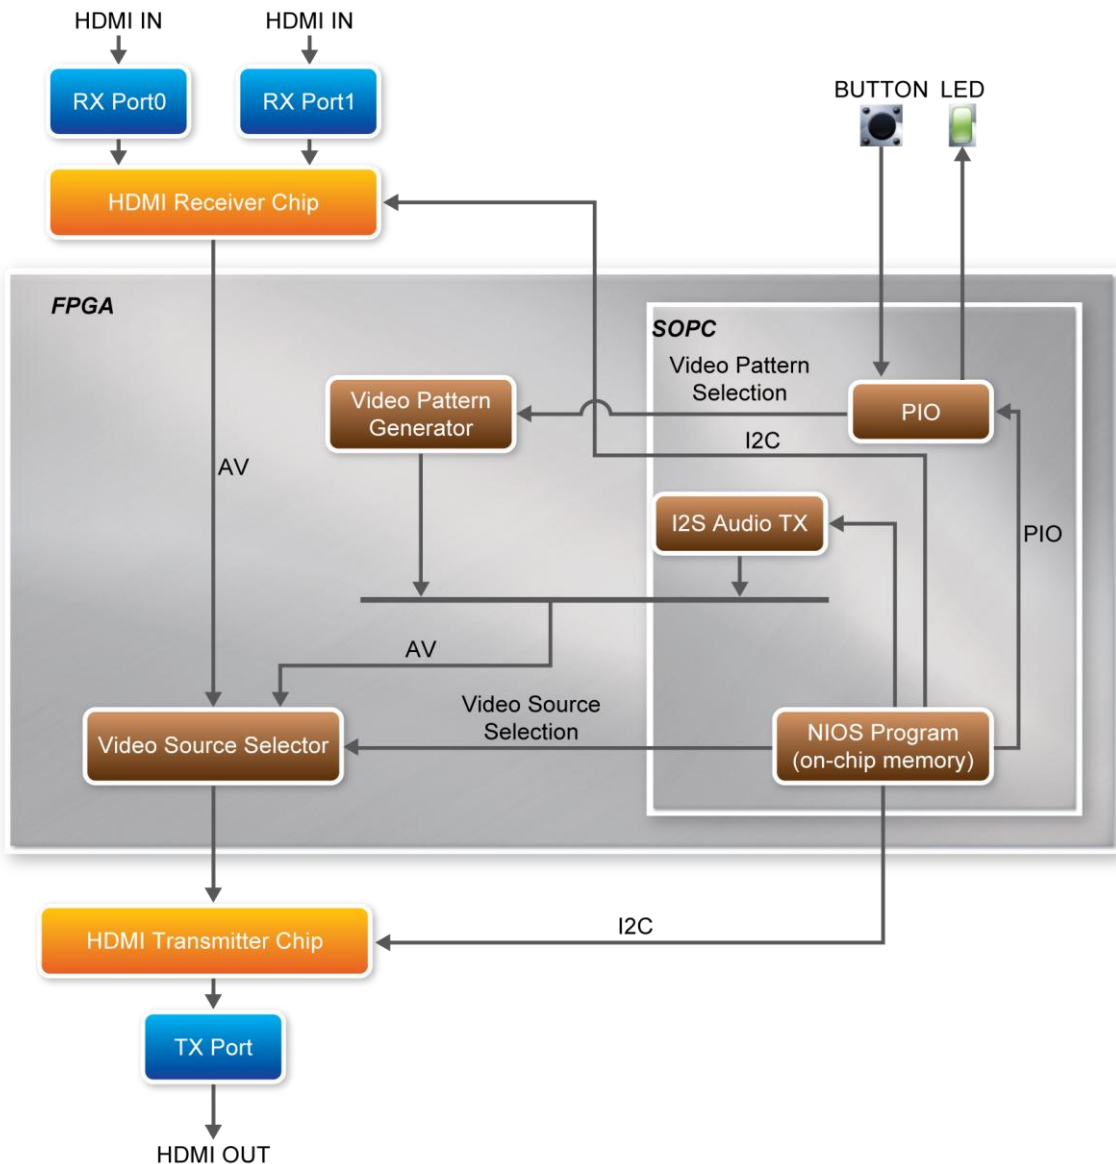 HDMI IN
HDMI IN
RX Port0
RX Port1
BUTTON
LED
HDMI Receiver Chip
FPGA
SOPC
Video Pattern
Selection
Video Pattern
Generator
PIO
I2C
AV
I2S Audio TX
PIO
AV
Video Source
Selection
Video Source Selector
NIOS Program
(on-chip memory)
I2C
HDMI Transmitter Chip
TX Port
HDMI OUT